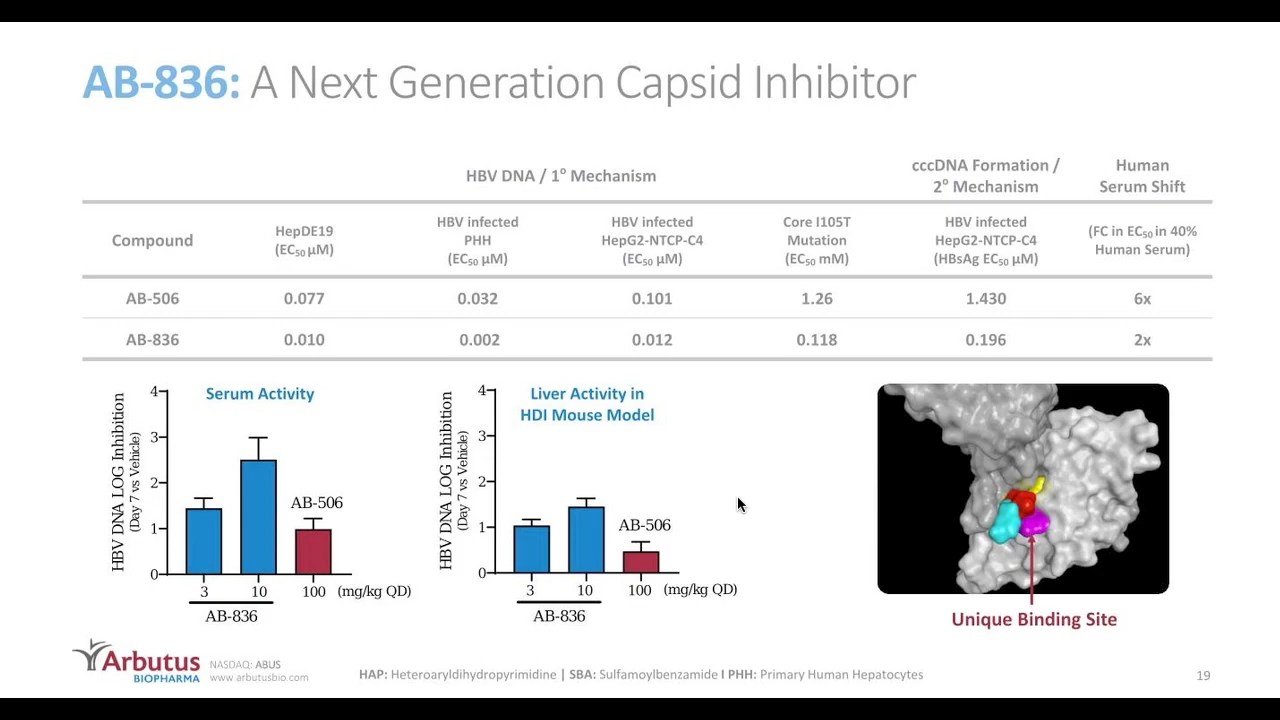 AB-836: A Next Generation Capsid Inhibitor
HBV DNA / 1° Mechanism
cccDNA Formation /
2° Mechanism
Human
Serum Shift
Compound
HepDE19
(EC50 μM)
HBV infected
PHH
(EC50 μM)
HBV infected
HepG2-NTCP-C4
(EC50 μM)
Core I105T
Mutation
(EC50 mM)
HBV infected
HepG2-NTCP-C4
(HBsAg EC50 μM)
(FC in EC50 in 40%
Human Serum)
AB-506 0.077 0.032 0.101 1.26 1.430 6x
AB-836 0.010 0.002 0.012 0.118 0.196 2x
Serum Activity
HBV DNA LOG Inhibition
(Day 7 vs Vehicle)
4
3
2
1
0
AB-506
3 10 100 (mg/kg QD)
AB-836
Liver Activity in
HDI Mouse Model
HBV DNA LOG Inhibition
(Day 7 vs Vehicle)
4
3
2
1
0
AB-506
3 10 100 (mg/kg QD)
AB-836
Unique Binding Site
Arbutus
BIOPHARMA
NASDAQ: ABUS
www.arbutusbio.com
HAP: Heteroaryldihydropyrimidine | SBA: Sulfamoylbenzamide I PHH: Primary Human Hepatocytes
19